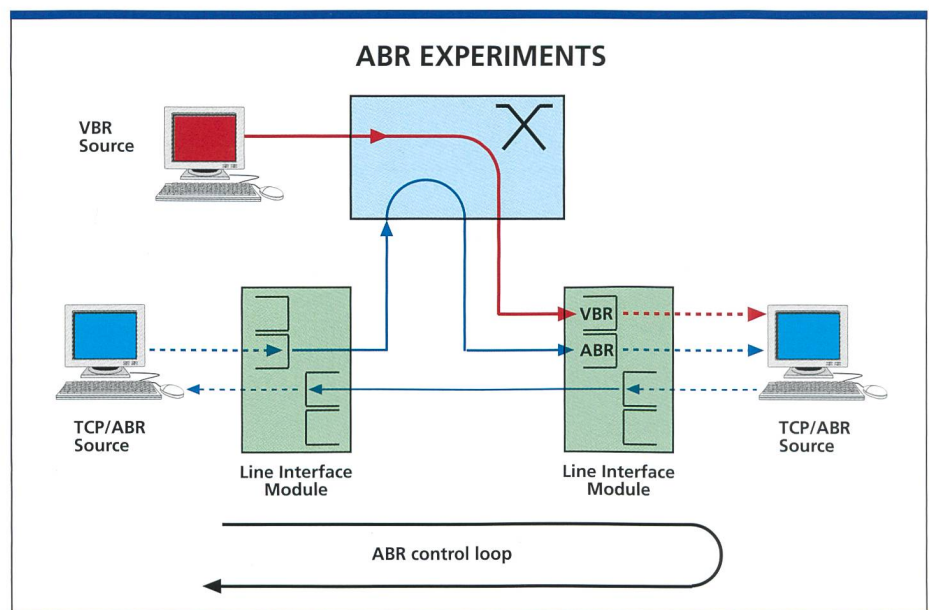 ABR EXPERIMENTS
VBR
Source
VBR
ABR
TCP/ABR
Source
TCP/ABR
Source
Line Interface
Module
Line Interface
Module
ABR control loop